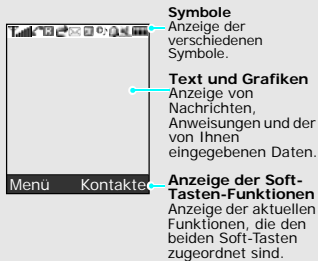 Symbole
Anzeige der
verschiedenen
Symbole.
Text und Grafiken
Anzeige von
Nachrichten,
Anweisungen und der
von Ihnen
eingegebenen Daten.
Menü Kontakte
Anzeige der Soft-
Tasten-Funktionen
Anzeige der aktuellen
Funktionen, die den
beiden Soft-Tasten
zugeordnet sind.